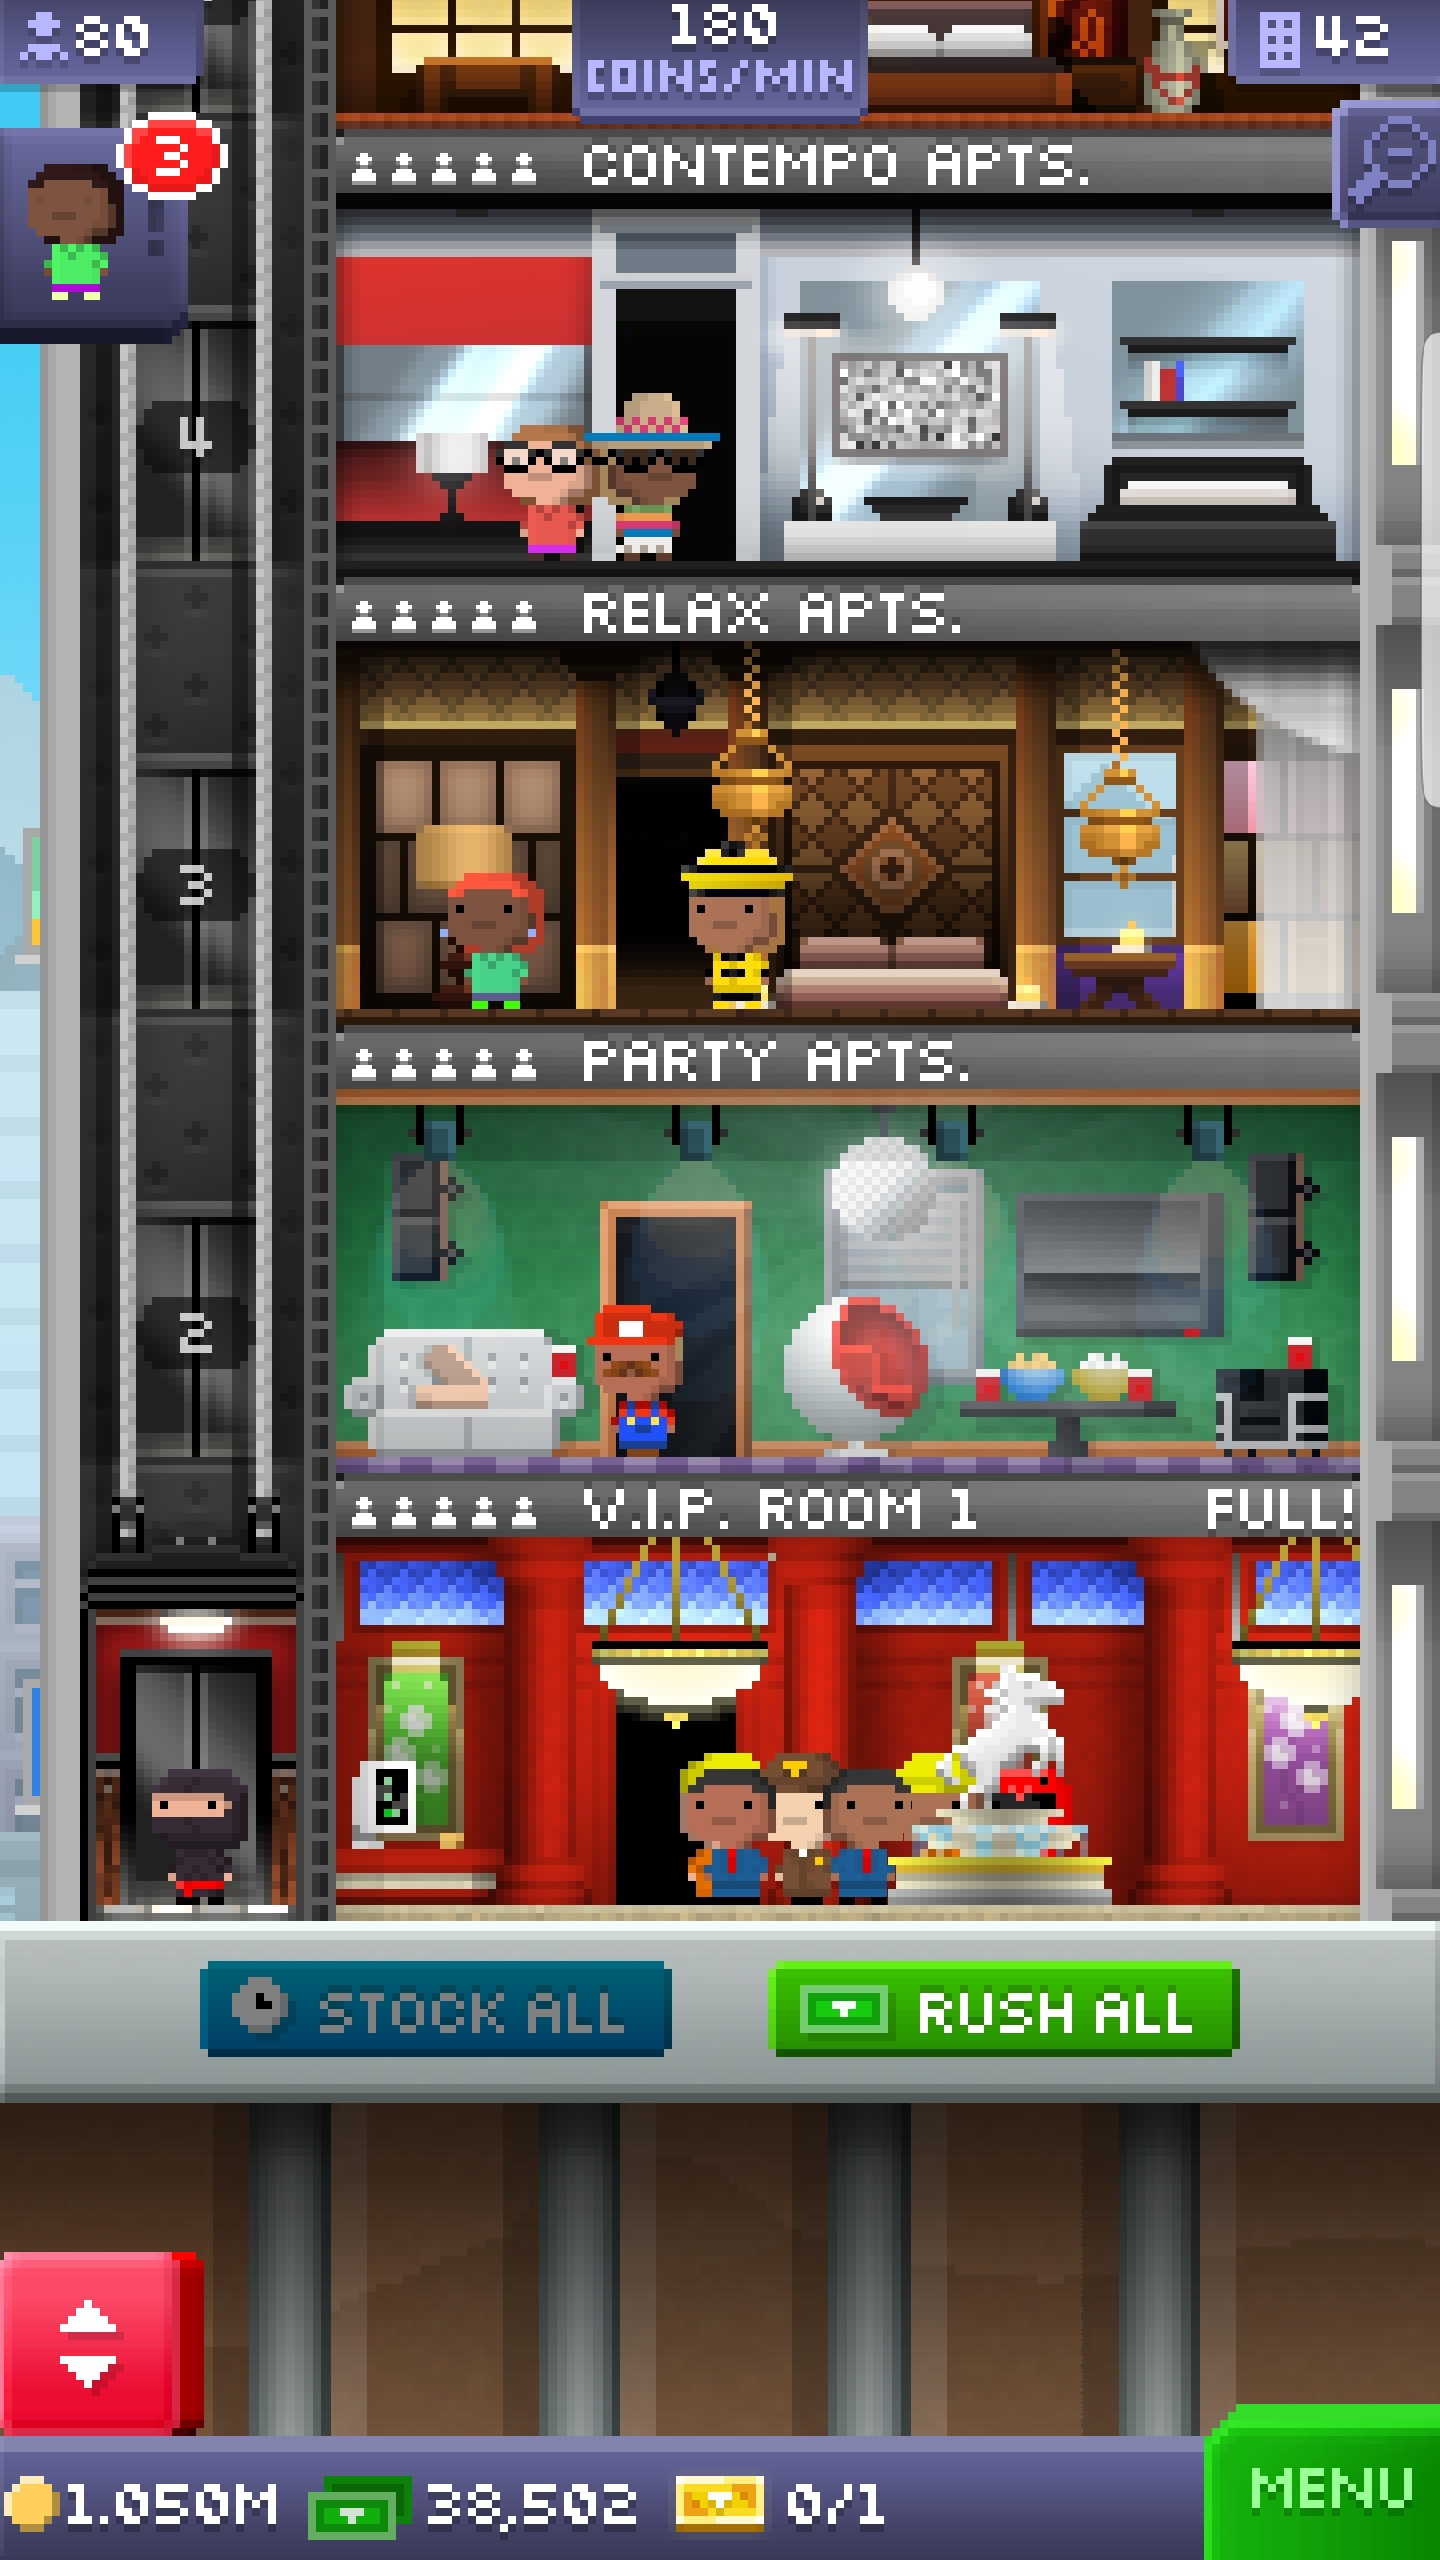 80
180
COINS/MIN
42
3
CONTEMPO APTS.
4
RELAX APTS.
3
PARTY APTS.
2
V.I.P. ROOM 1 FULL!
STOCK ALL
RUSH ALL
1.050M 38,502 0/1
MENU